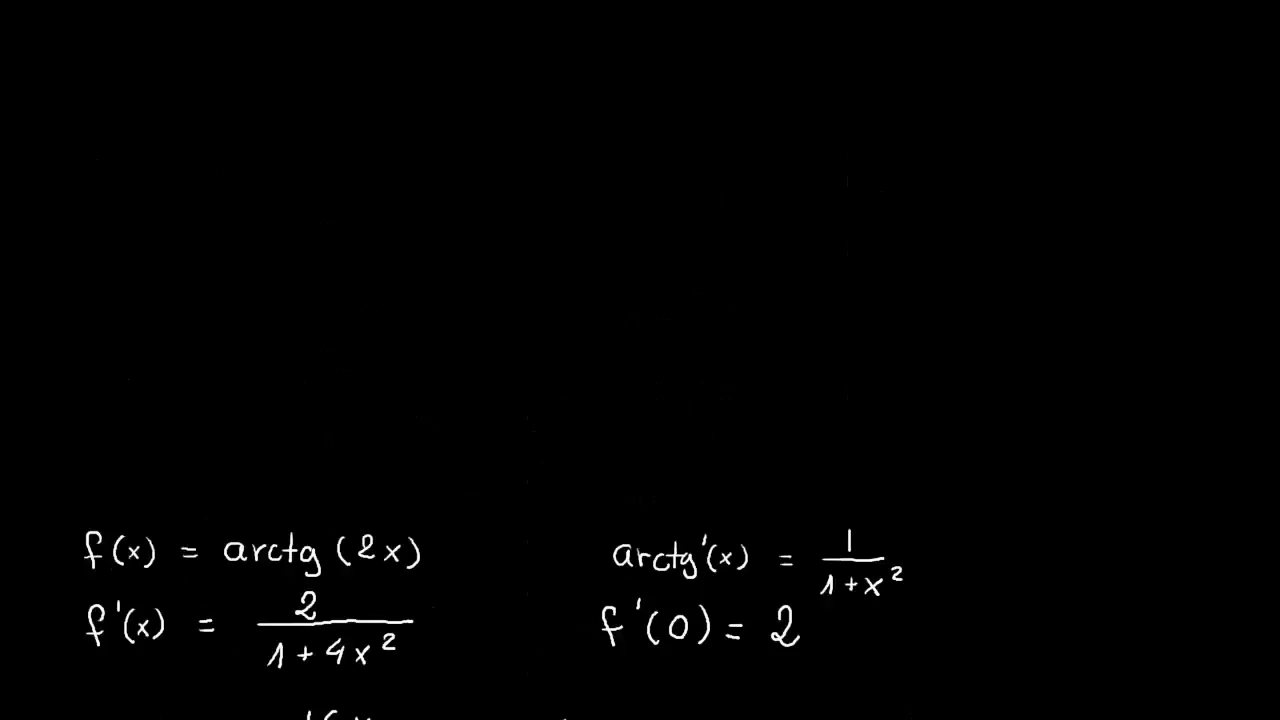 f(x) = arctg(2x)
arctg'(x) = 1/(1+x²)
f'(x) = 2/(1+4x²)
f'(0) = 2